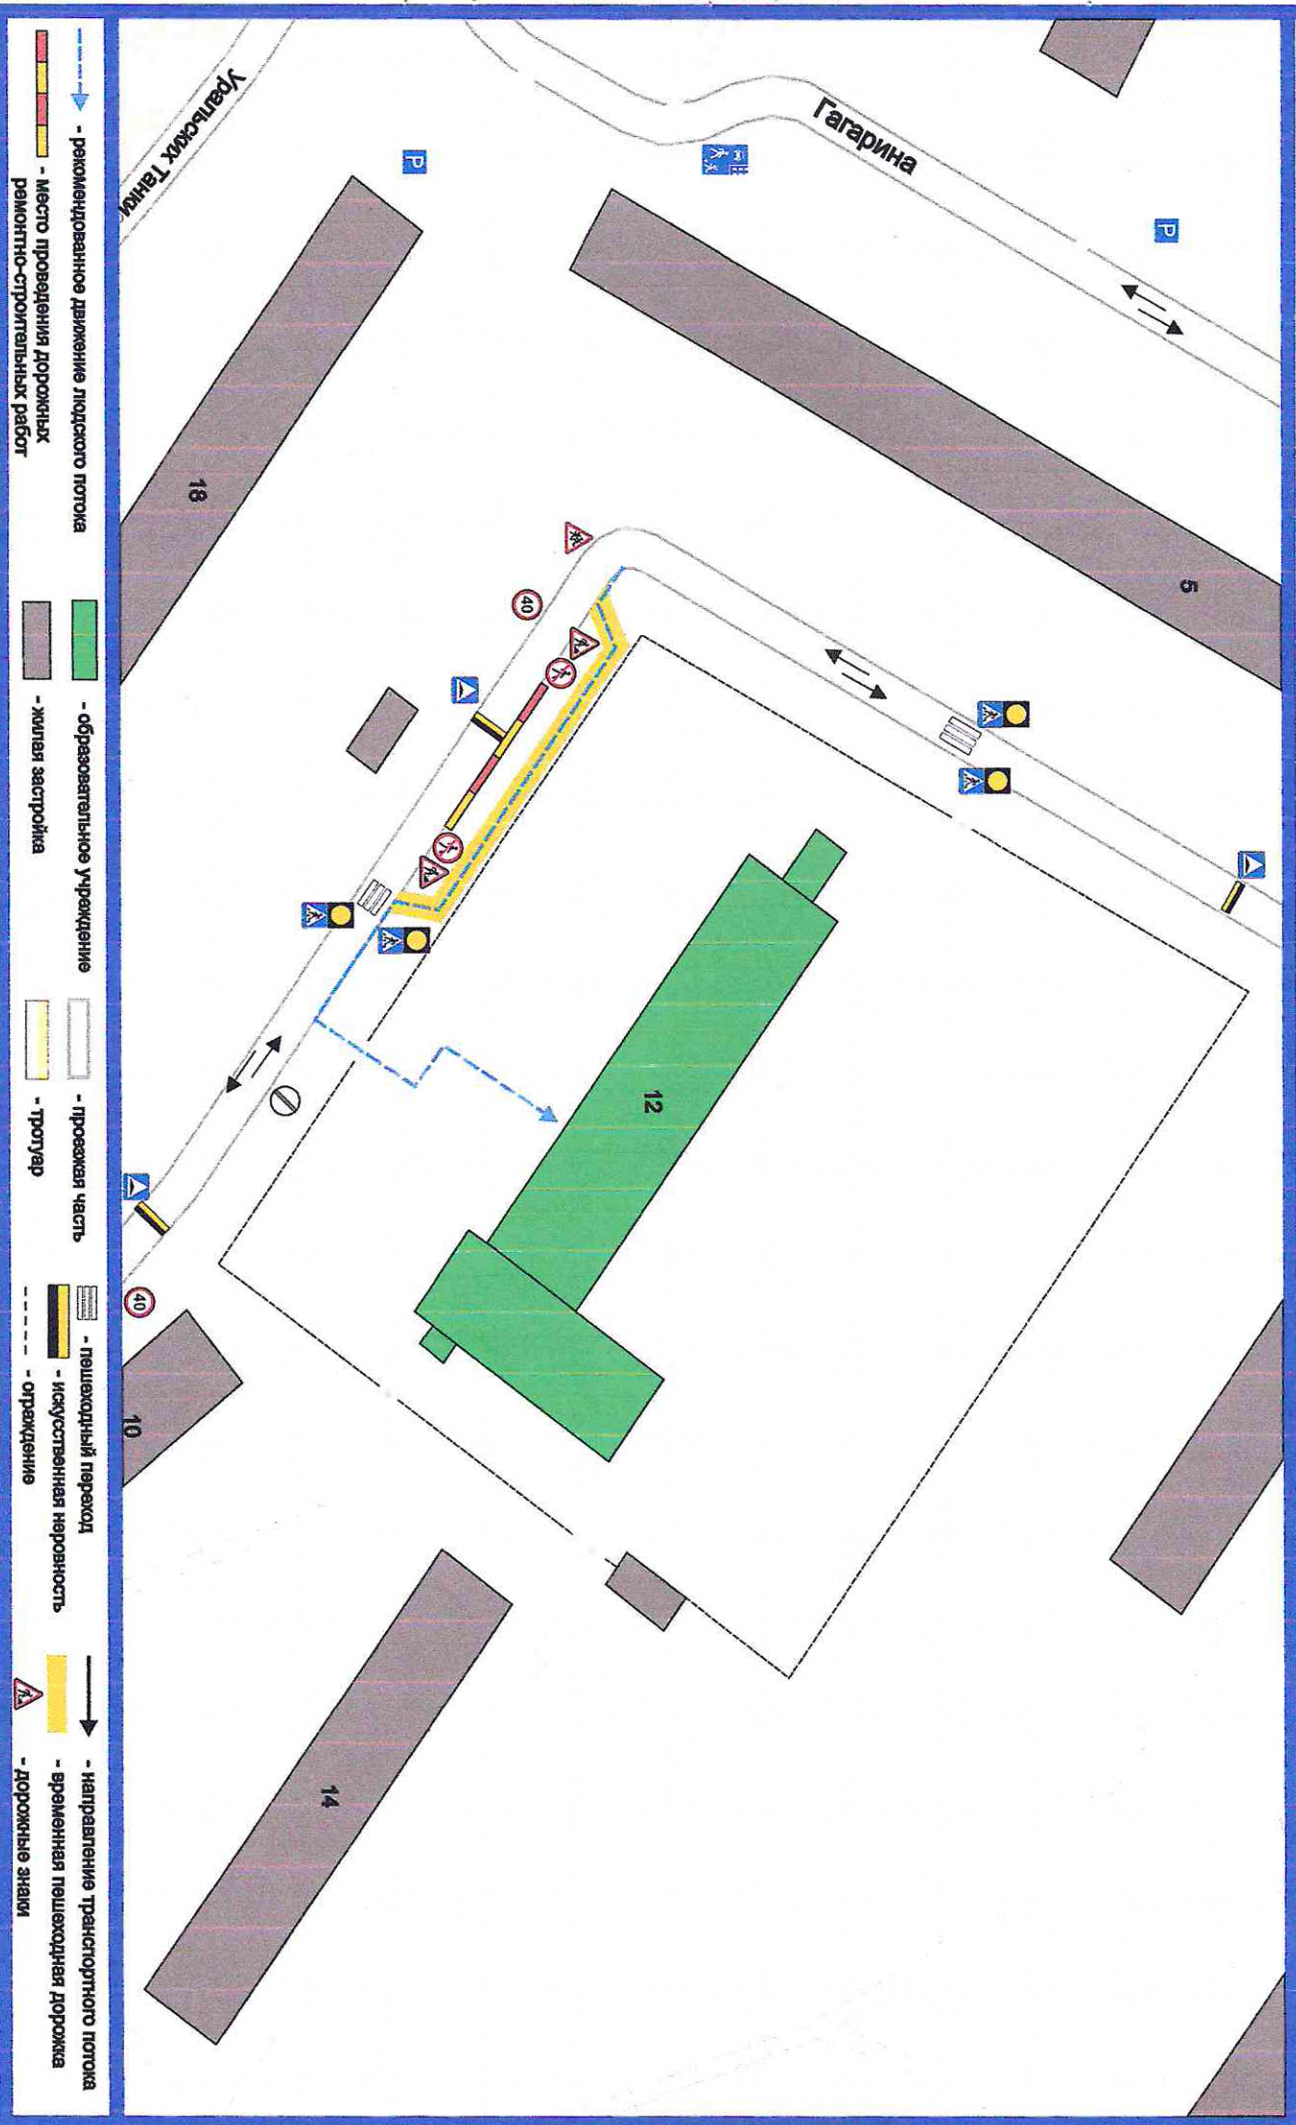 Гагарина
Уральских Танки
P
P
5
18
40
12
40
10
14
- рекомендованное движение людского потока
- место проведения дорожных
ремонтно-строительных работ
- образовательное учреждение
- жилая застройка
- проезжая часть
- тротуар
- пешеходный переход
- искусственная неровность
- ограждение
- направление транспортного потока
- временная пешеходная дорожка
- дорожные знаки